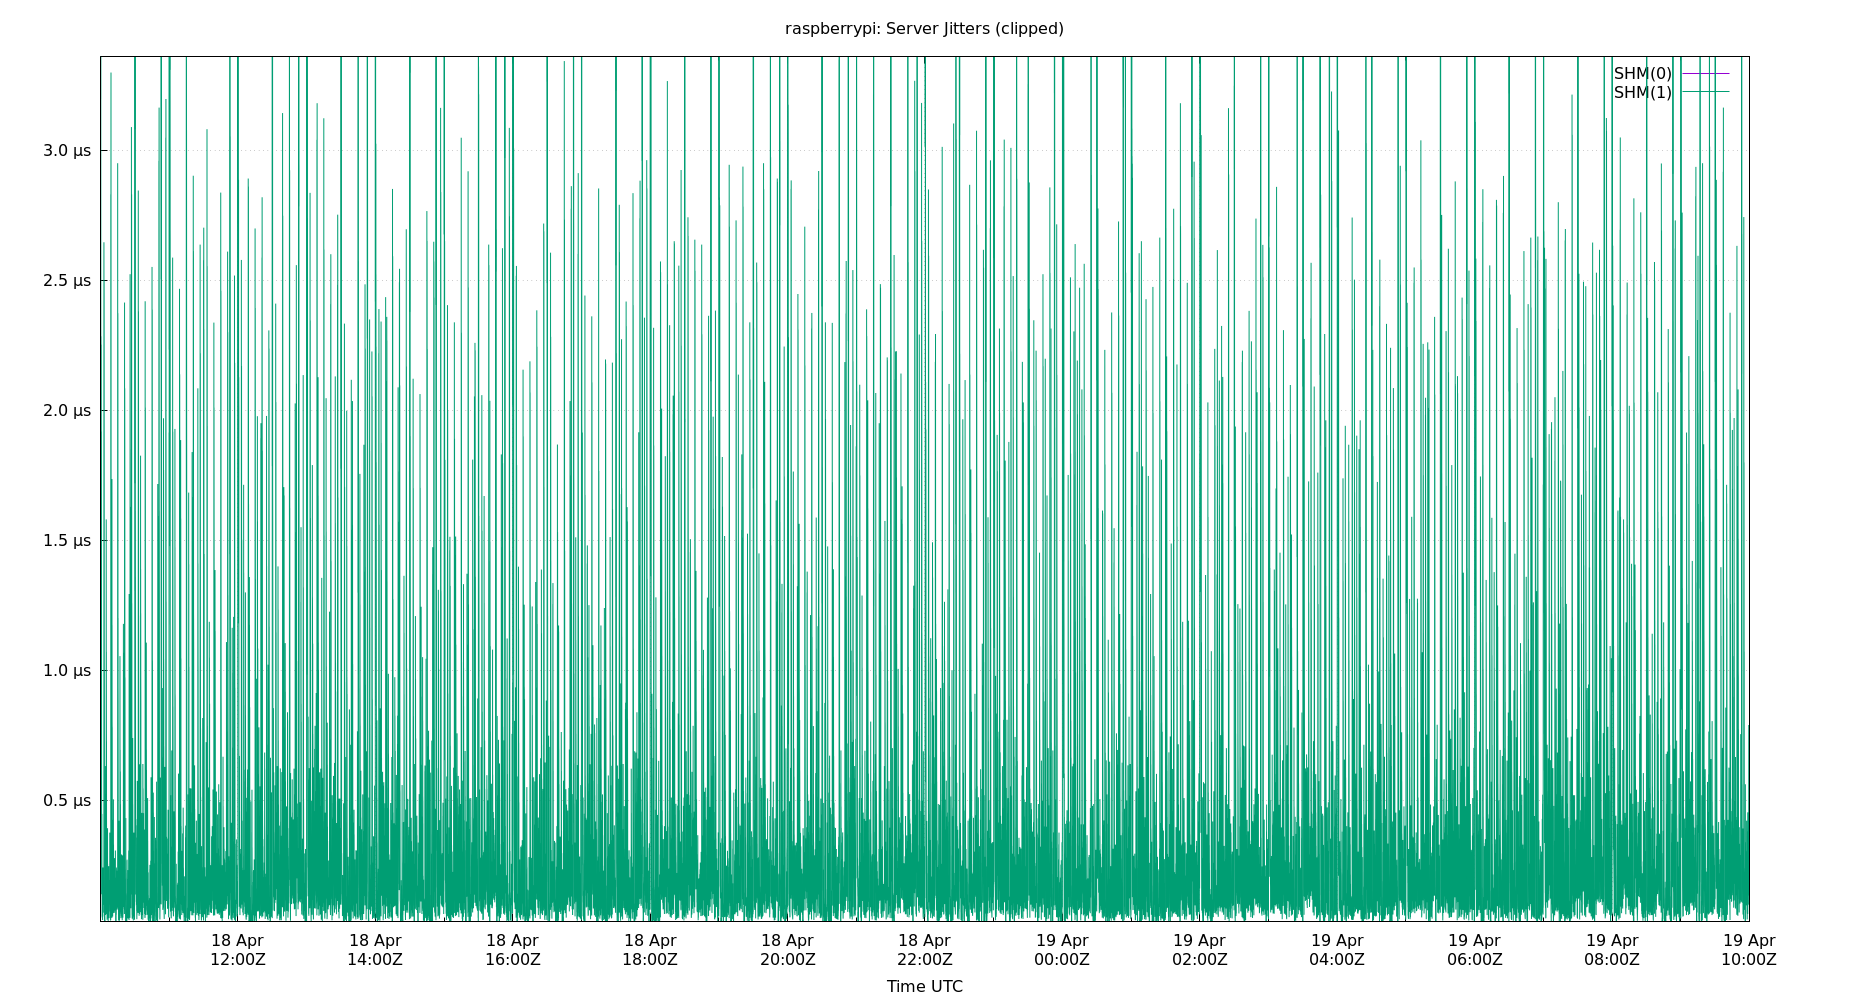 raspberrypi: Server Jitters (clipped)
SHM(0)
SHM(1)
3.0 µs
2.5 µs
2.0 µs
1.5 µs
1.0 µs
0.5 µs
18 Apr 18 Apr 18 Apr 18 Apr 18 Apr 18 Apr 19 Apr 19 Apr 19 Apr 19 Apr 19 Apr 19 Apr
12:00Z 14:00Z 16:00Z 18:00Z 20:00Z 22:00Z 00:00Z 02:00Z 04:00Z 06:00Z 08:00Z 10:00Z
Time UTC